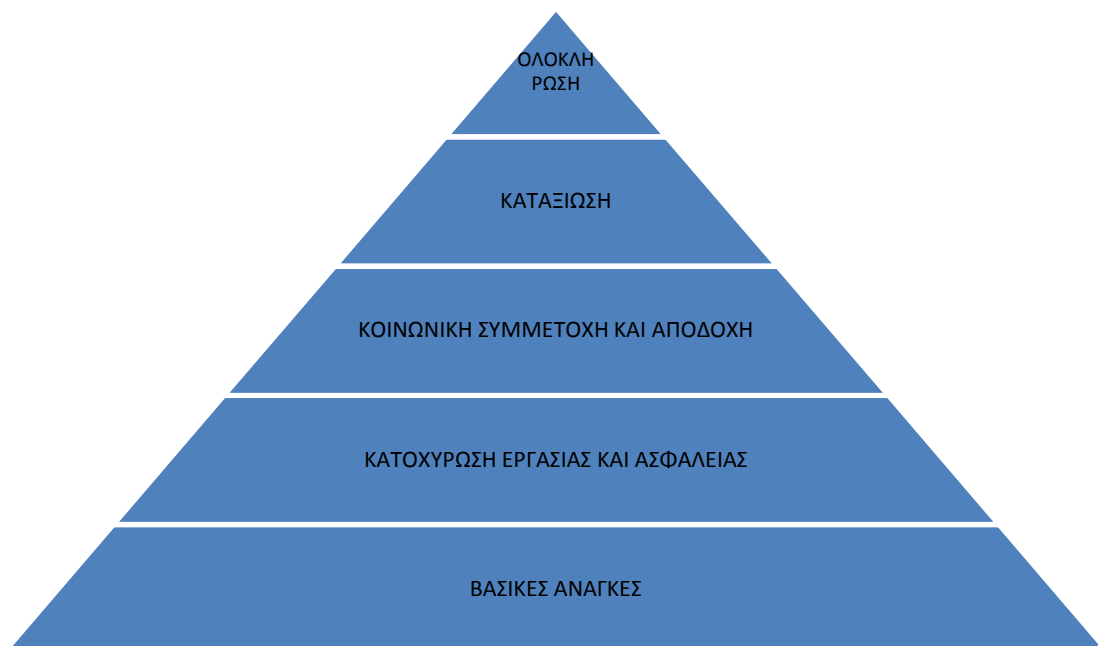 ΟΛΟΚΛΗ
ΡΩΣΗ
ΚΑΤΑΞΙΩΣΗ
ΚΟΙΝΩΝΙΚΗ ΣΥΜΜΕΤΟΧΗ ΚΑΙ ΑΠΟΔΟΧΗ
ΚΑΤΟΧΥΡΩΣΗ ΕΡΓΑΣΙΑΣ ΚΑΙ ΑΣΦΑΛΕΙΑΣ
ΒΑΣΙΚΕΣ ΑΝΑΓΚΕΣ